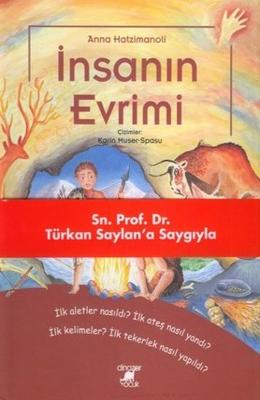 Anna Hatzimanoli
İnsanın
Evrimi
Çizimler:
Karin Huser-Spasu
Sn. Prof. Dr.
Türkan Saylan'a Saygıyla
İlk aletler nasıldı? İlk ateş nasıl yandı?
İlk kelimeler? İlk tekerlek nasıl yapıldı?
dinozor
çocuk